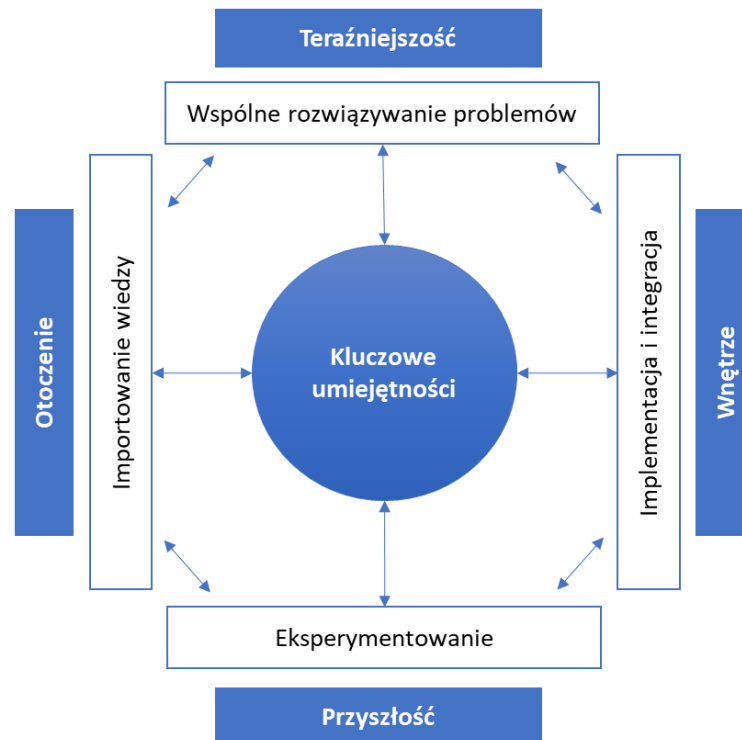 Teraźniejszość
Wspólne rozwiązywanie problemów
Otoczenie
Importowanie wiedzy
Kluczowe
umiejętności
Implementacja i integracja
Wnętrze
Eksperymentowanie
Przyszłość